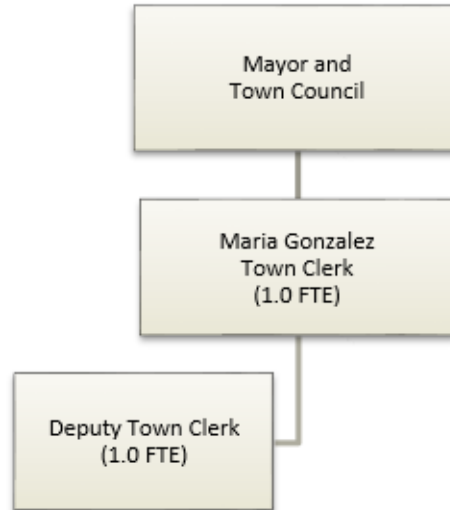 Mayor and
Town Council
Maria Gonzalez
Town Clerk
(1.0 FTE)
Deputy Town Clerk
(1.0 FTE)